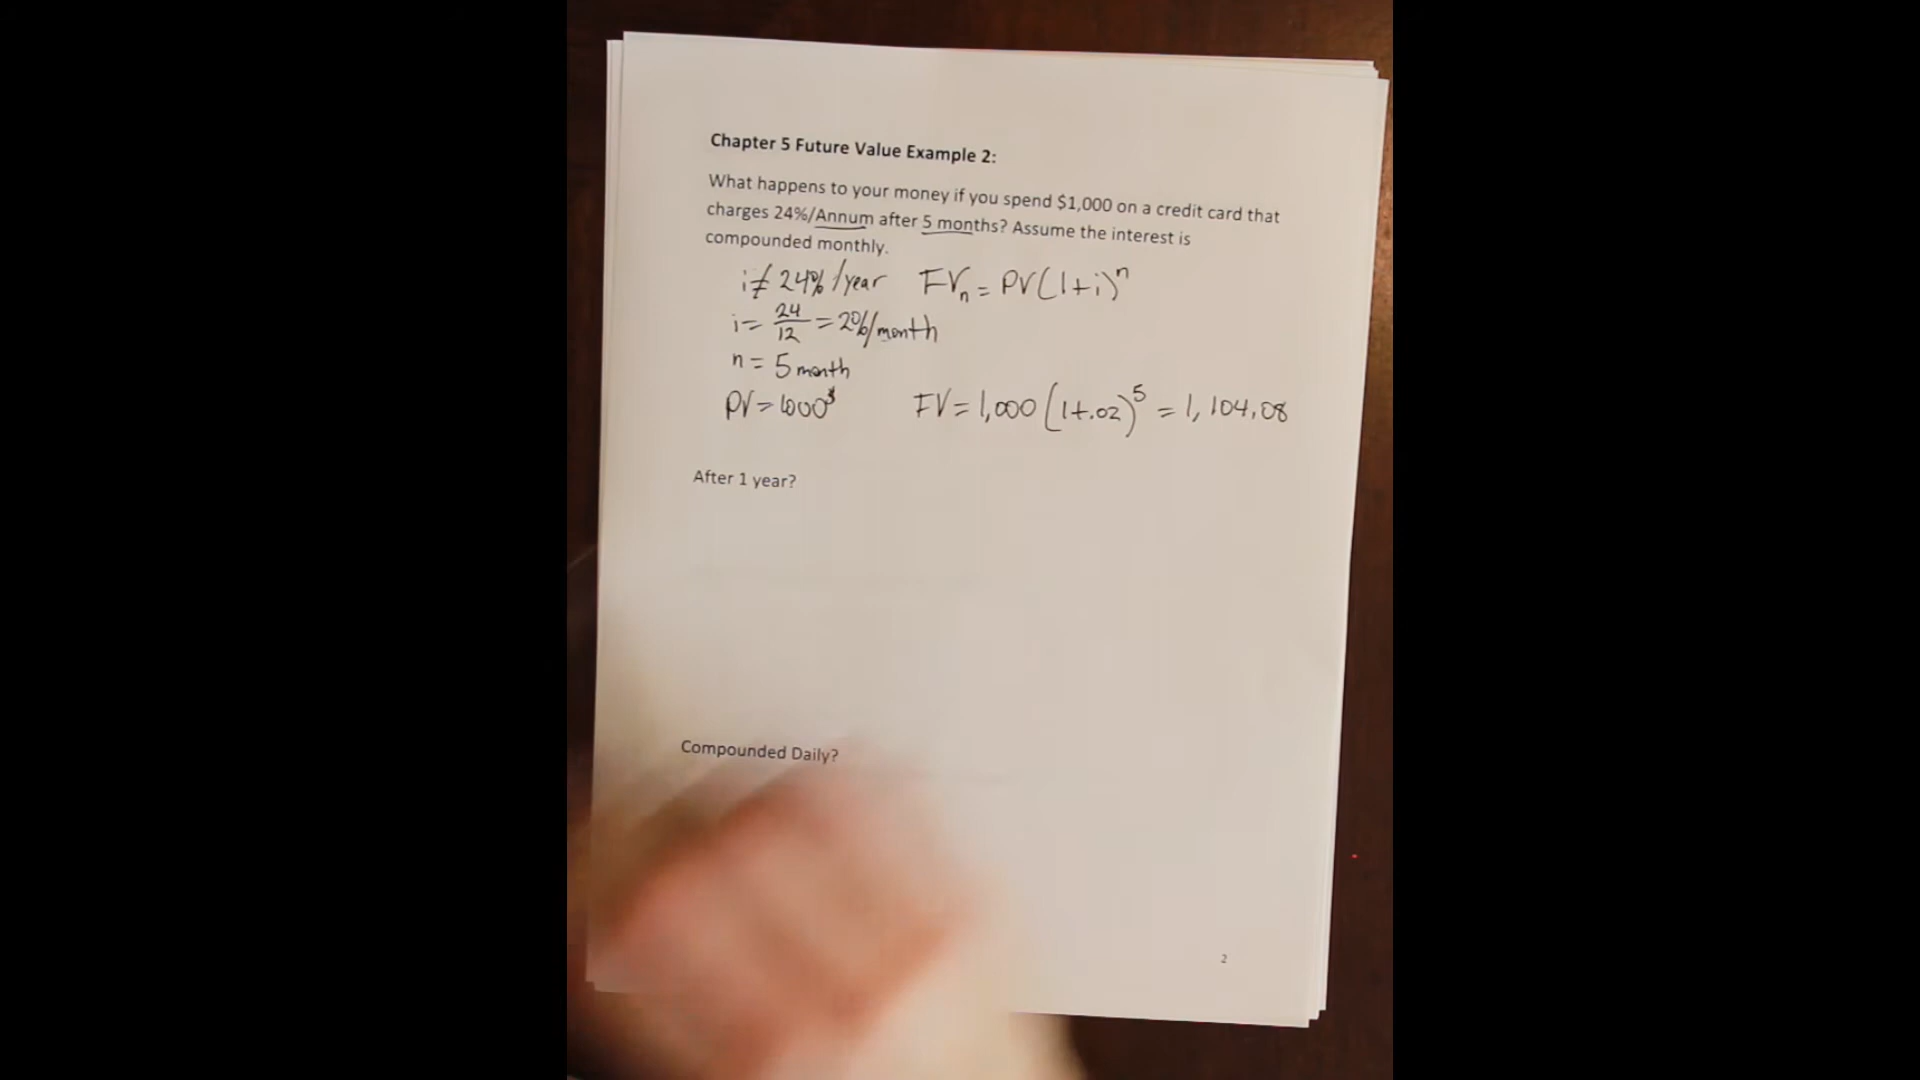 Chapter 5 Future Value Example 2:
What happens to your money if you spend $1,000 on a credit card that
charges 24%/Annum after 5 months? Assume the interest is
compounded monthly.
i ≠ 24% / year FVₙ = PV(1+i)ⁿ
i = 24/12 = 2%/month
n = 5 month
PV = 1000$ FV = 1,000 (1+.02)⁵ = 1,104.08
After 1 year?
Compounded Daily?
2